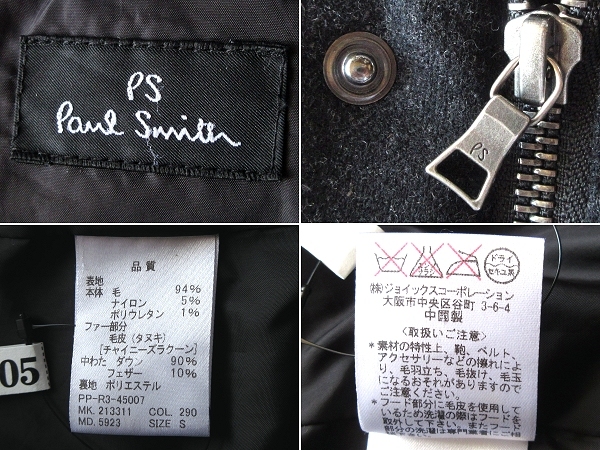 PS
Paul Smith
PS
品質
表地
本体 毛 94%
ナイロン 5%
ポリウレタン 1%
ファー部分
毛皮(タヌキ)
[チャイニーズラクーン]
中わた ダウン 90%
フェザー 10%
裏地 ポリエステル
PP-R3-45007
MK. 213311 COL. 290
MD. 5923 SIZE S
05
ドライ
セキユ系
(株)ジョイックスコーポレーション
大阪市中央区谷町 3-6-4
中国製
〈取扱いご注意〉
*素材の特性上、鞄、ベルト、
アクセサリーなどの擦れによ
り、毛羽立ち、毛抜け、毛玉
になるおそれがありますので
ご注意ください。
*フード部分に毛皮を使用して
いるため洗濯の際はフードを